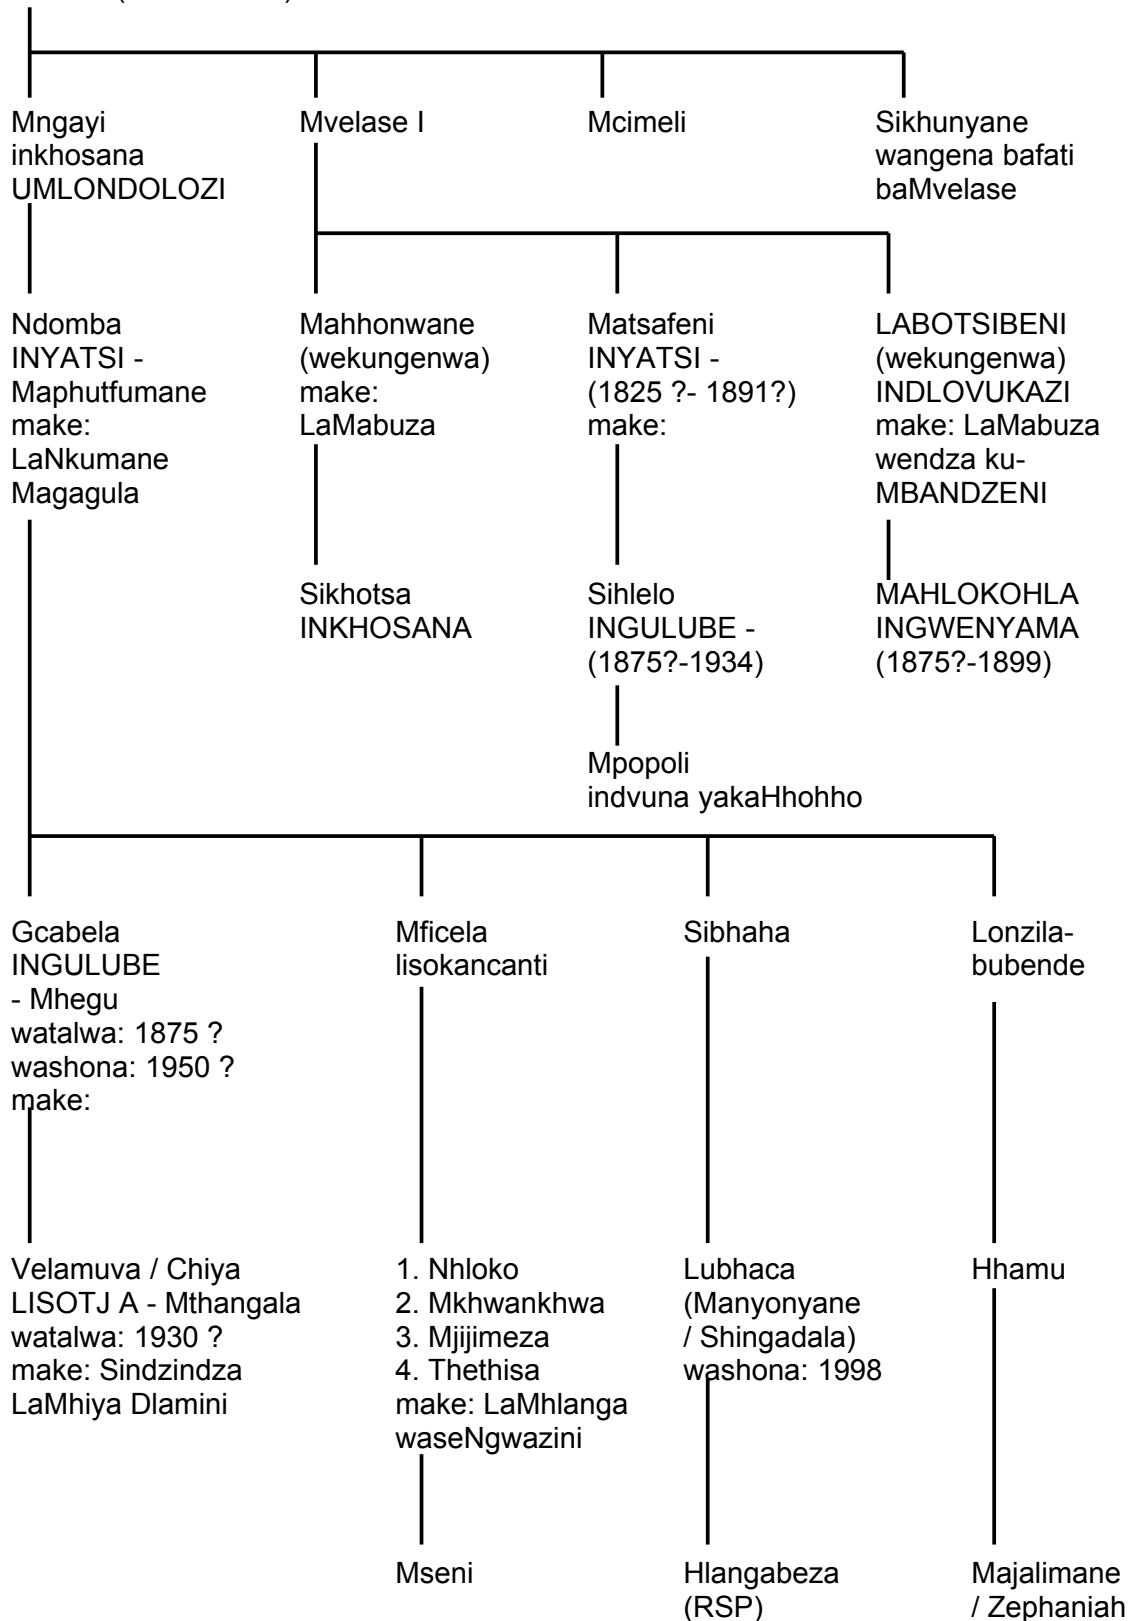 Mngayi
inkhosana
UMLONDOLOZI
Mvelase I
Mcimeli
Sikhunyane
wangena bafati
baMvelase
Ndomba
INYATSI -
Maphutfumane
make:
LaNkumane
Magagula
Mahhonwane
(wekungenwa)
make:
LaMabuza
Matsafeni
INYATSI -
(1825 ?- 1891?)
make:
LABOTSIBENI
(wekungenwa)
INDLOVUKAZI
make: LaMabuza
wendza ku-
MBANDZENI
Sikhotsa
INKHOSANA
Sihlelo
INGULUBE -
(1875?-1934)
MAHLOKOHLA
INGWENYAMA
(1875?-1899)
Mpopoli
indvuna yakaHhohho
Gcabela
INGULUBE
- Mhegu
watalwa: 1875 ?
washona: 1950 ?
make:
Mficela
lisokancanti
Sibhaha
Lonzila-
bubende
Velamuva / Chiya
LISOTJ A - Mthangala
watalwa: 1930 ?
make: Sindzindza
LaMhiya Dlamini
1. Nhloko
2. Mkhwankhwa
3. Mjijimeza
4. Thethisa
make: LaMhlanga
waseNgwazini
Lubhaca
(Manyonyane
/ Shingadala)
washona: 1998
Hhamu
Mseni
Hlangabeza
(RSP)
Majalimane
/ Zephaniah